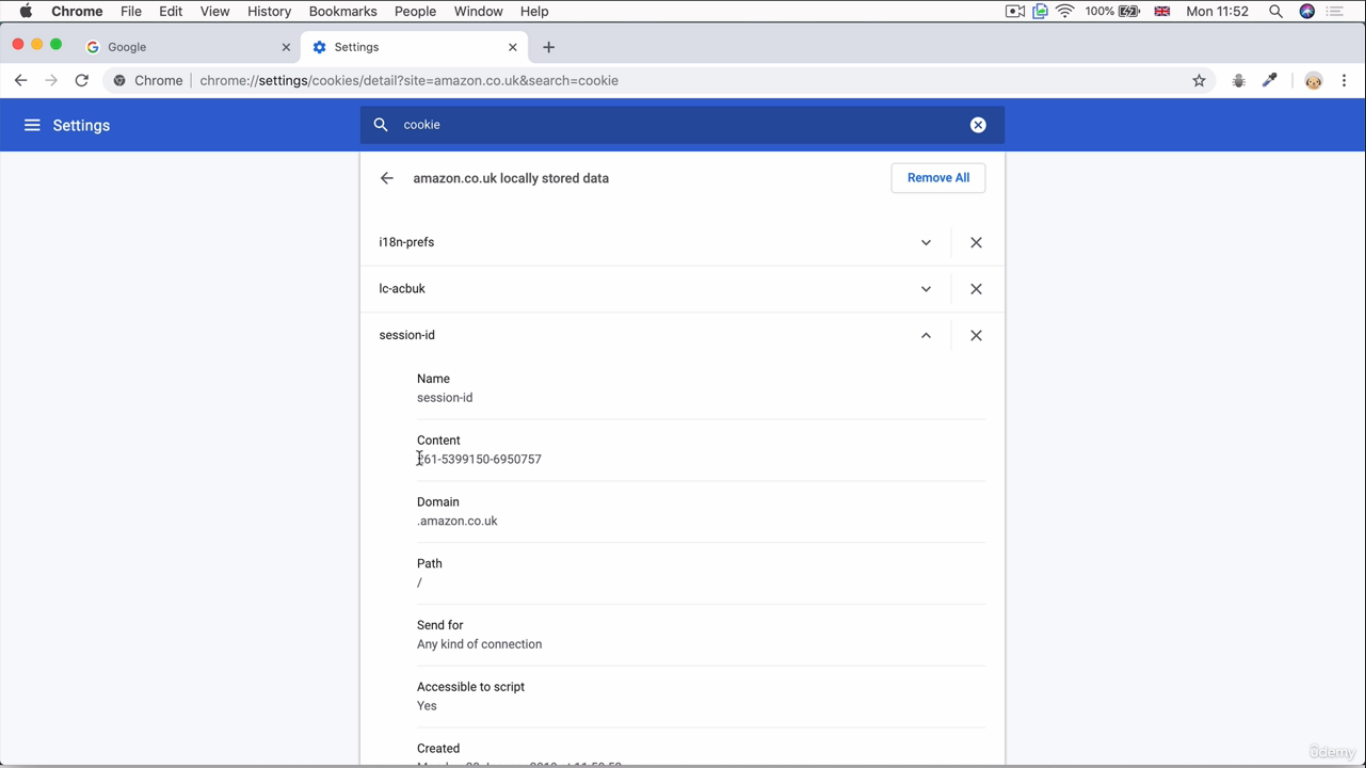 Chrome File Edit View History Bookmarks People Window Help 100% Mon 11:52
Google Settings
Chrome chrome://settings/cookies/detail?site=amazon.co.uk&search=cookie
Settings cookie
amazon.co.uk locally stored data Remove All
i18n-prefs
lc-acbuk
session-id
Name
session-id
Content
261-5399150-6950757
Domain
.amazon.co.uk
Path
/
Send for
Any kind of connection
Accessible to script
Yes
Created
ûdemy